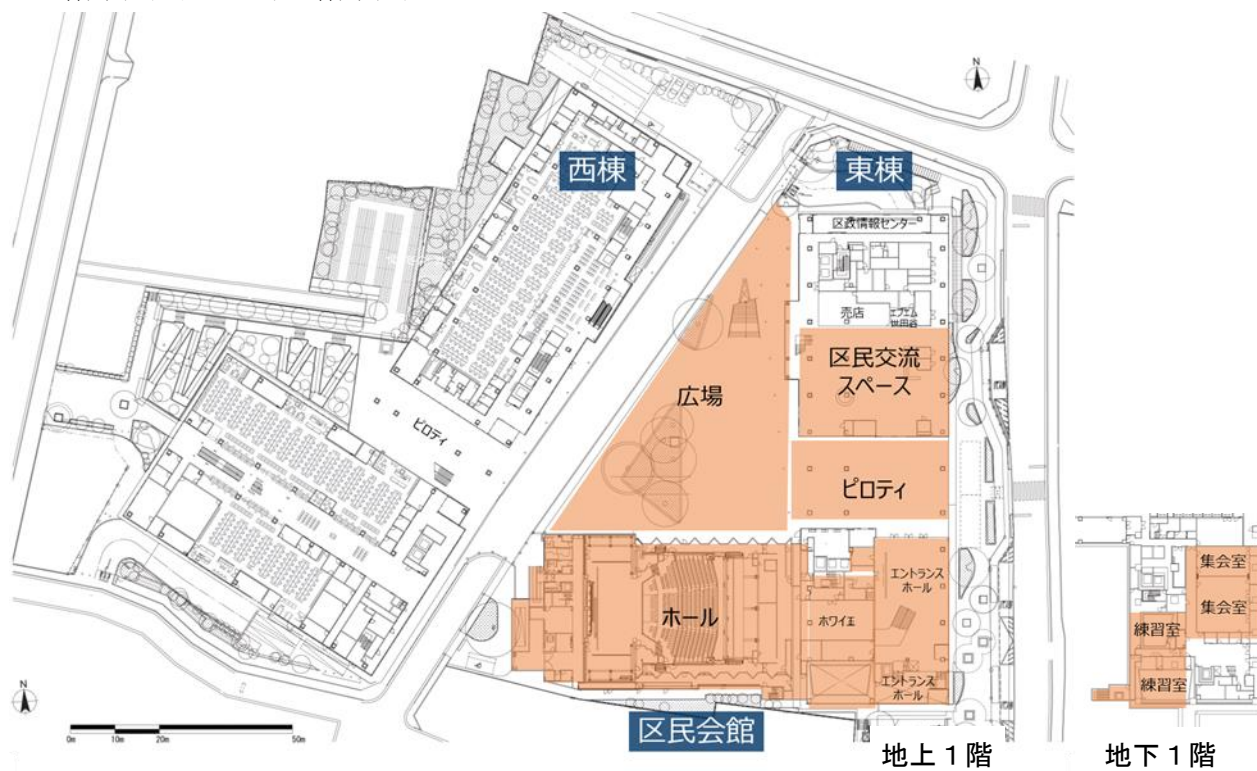 N
西棟
東棟
区政情報センター
売店
エフエム
世田谷
区民交流
スペース
広場
ピロティ
ピロティ
集会室
集会室
練習室
練習室
エントランス
ホール
ホール
ホワイエ
エントランス
ホール
N
0m 10m 20m 50m
区民会館
地上1階
地下1階